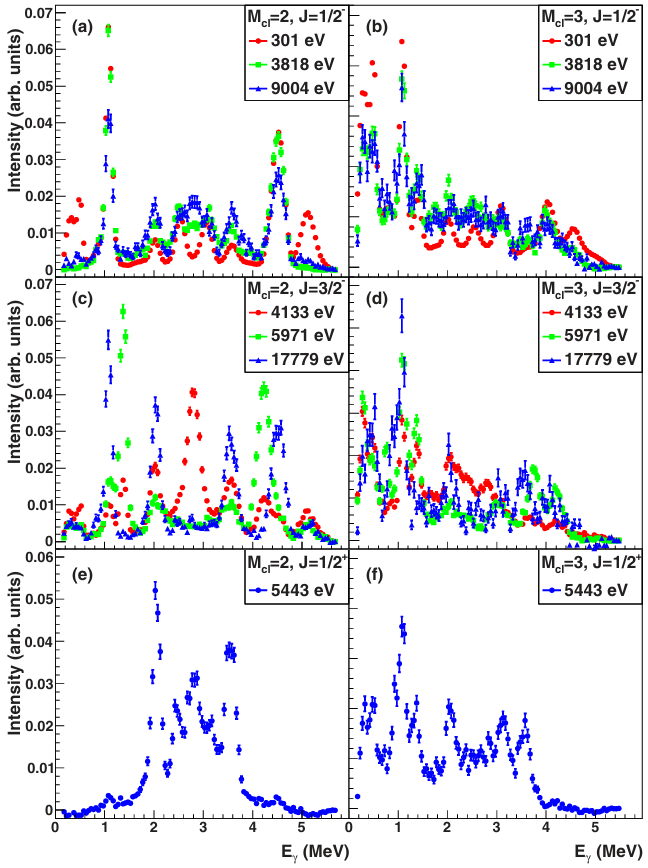 (a)
M_cl=2, J=1/2⁻
301 eV
3818 eV
9004 eV
(b)
M_cl=3, J=1/2⁻
301 eV
3818 eV
9004 eV
Intensity (arb. units)
0.07
0.06
0.05
0.04
0.03
0.02
0.01
0
(c)
M_cl=2, J=3/2⁻
4133 eV
5971 eV
17779 eV
(d)
M_cl=3, J=3/2⁻
4133 eV
5971 eV
17779 eV
Intensity (arb. units)
0.07
0.06
0.05
0.04
0.03
0.02
0.01
0
(e)
M_cl=2, J=1/2⁺
5443 eV
(f)
M_cl=3, J=1/2⁺
5443 eV
Intensity (arb. units)
0.06
0.05
0.04
0.03
0.02
0.01
0
0 1 2 3 4 5
E_γ (MeV)
0 1 2 3 4 5
E_γ (MeV)